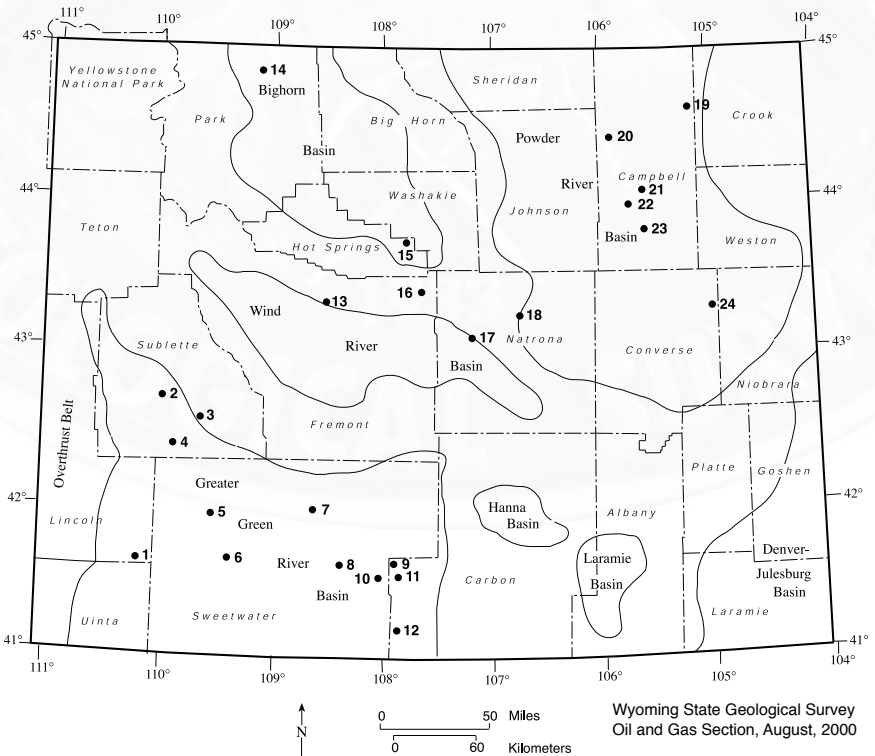 111°
110°
109°
108°
107°
106°
105°
104°
45°
45°
Yellowstone
National Park
14
Bighorn
Sheridan
19
Park
Big Horn
Crook
Powder
20
Basin
River
Campbell
44°
21
44°
Washakie
Johnson
22
Teton
Basin
23
Hot Springs
15
Weston
16
13
24
Wind
18
43°
17
Natrona
43°
Sublette
River
Converse
Basin
2
Niobrara
3
Overthrust Belt
Fremont
4
Platte
Goshen
Greater
42°
42°
5
7
Hanna
Basin
Albany
Green
Lincoln
1
6
River
8
9
Laramie
Basin
Denver-
Julesburg
Basin
10
11
Carbon
Basin
Uinta
Sweetwater
Laramie
12
41°
41°
111°
110°
109°
108°
107°
106°
105°
104°
N
0 50 Miles
0 60 Kilometers
Wyoming State Geological Survey
Oil and Gas Section, August, 2000